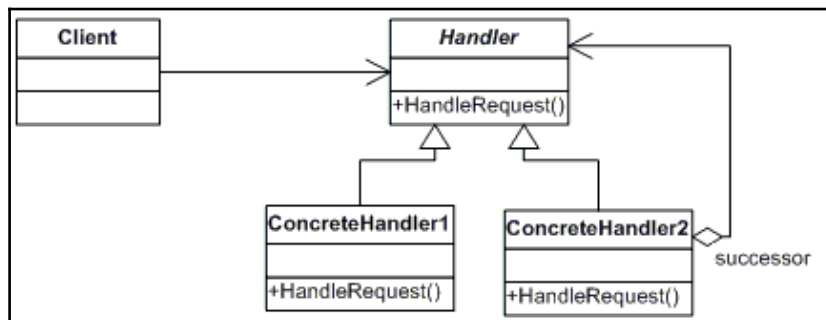 Client
Handler
+HandleRequest()
ConcreteHandler1
+HandleRequest()
ConcreteHandler2
+HandleRequest()
successor